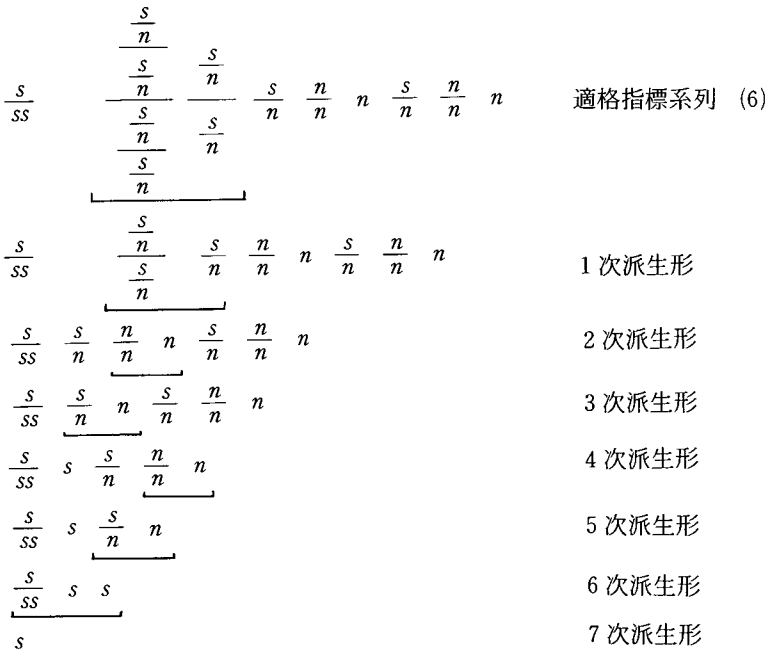 s/ss ((s/n)/(s/n))/((s/n)/(s/n)) (s/n)/(s/n) s/n n/n n s/n n/n n 適格指標系列 (6)
s/ss (s/n)/(s/n) s/n n/n n s/n n/n n 1次派生形
s/ss s/n n/n n s/n n/n n 2次派生形
s/ss s/n n s/n n/n n 3次派生形
s/ss s s/n n/n n 4次派生形
s/ss s s/n n 5次派生形
s/ss s s 6次派生形
s 7次派生形